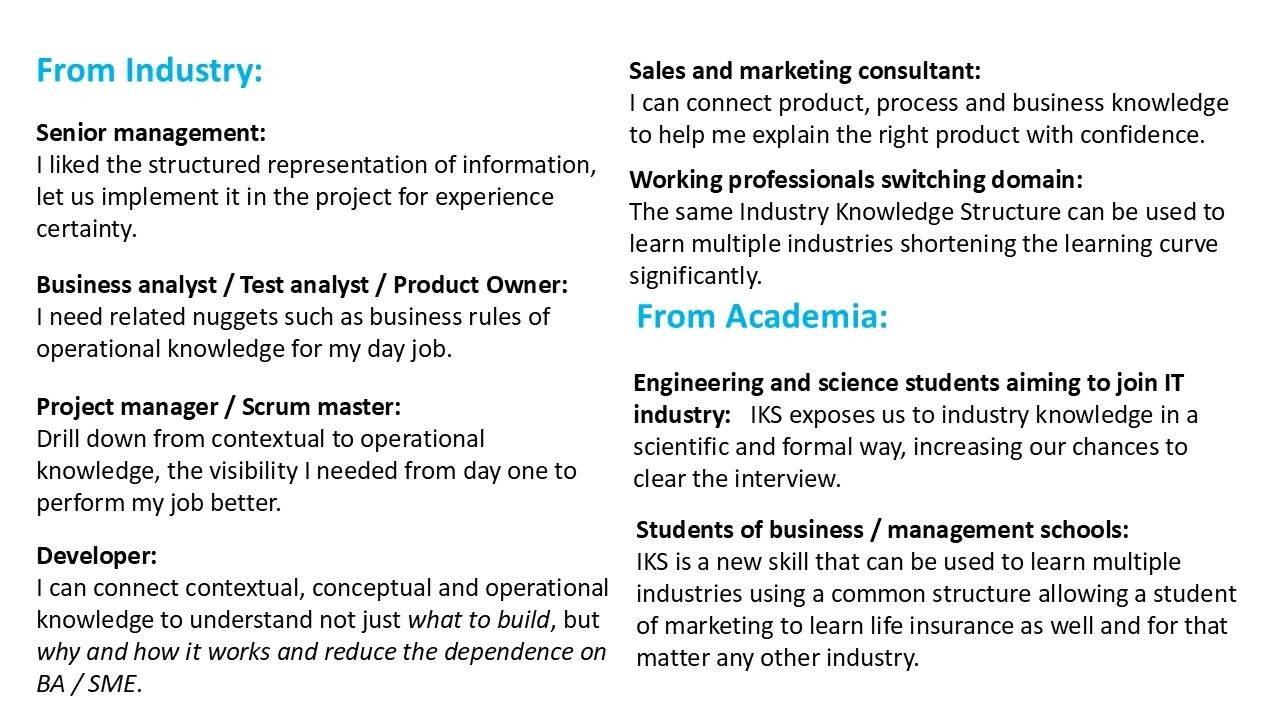 From Industry:
Senior management:
I liked the structured representation of information,
let us implement it in the project for experience
certainty.
Business analyst / Test analyst / Product Owner:
I need related nuggets such as business rules of
operational knowledge for my day job.
Project manager / Scrum master:
Drill down from contextual to operational
knowledge, the visibility I needed from day one to
perform my job better.
Developer:
I can connect contextual, conceptual and operational
knowledge to understand not just what to build, but
why and how it works and reduce the dependence on
BA / SME.
Sales and marketing consultant:
I can connect product, process and business knowledge
to help me explain the right product with confidence.
Working professionals switching domain:
The same Industry Knowledge Structure can be used to
learn multiple industries shortening the learning curve
significantly.
From Academia:
Engineering and science students aiming to join IT
industry:   IKS exposes us to industry knowledge in a
scientific and formal way, increasing our chances to
clear the interview.
Students of business / management schools:
IKS is a new skill that can be used to learn multiple
industries using a common structure allowing a student
of marketing to learn life insurance as well and for that
matter any other industry.